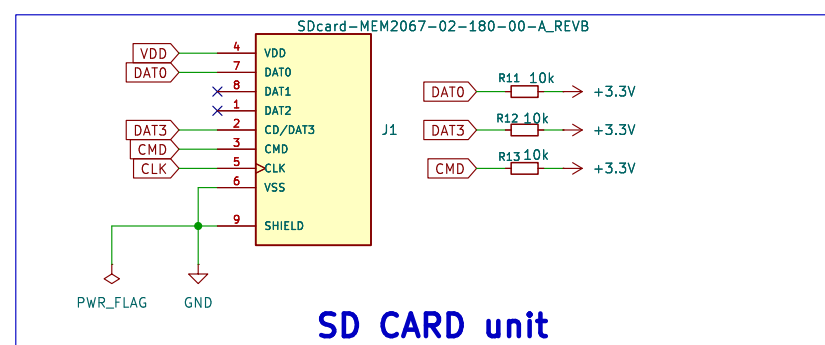 SDcard-MEM2067-02-180-00-A_REVB
VDD 4 VDD
DAT0 7 DAT0
8 DAT1
1 DAT2
DAT3 2 CD/DAT3
CMD 3 CMD
CLK 5 CLK
6 VSS
9 SHIELD
J1
DAT0 R11 10k +3.3V
DAT3 R12 10k +3.3V
CMD R13 10k +3.3V
PWR_FLAG GND
SD CARD unit